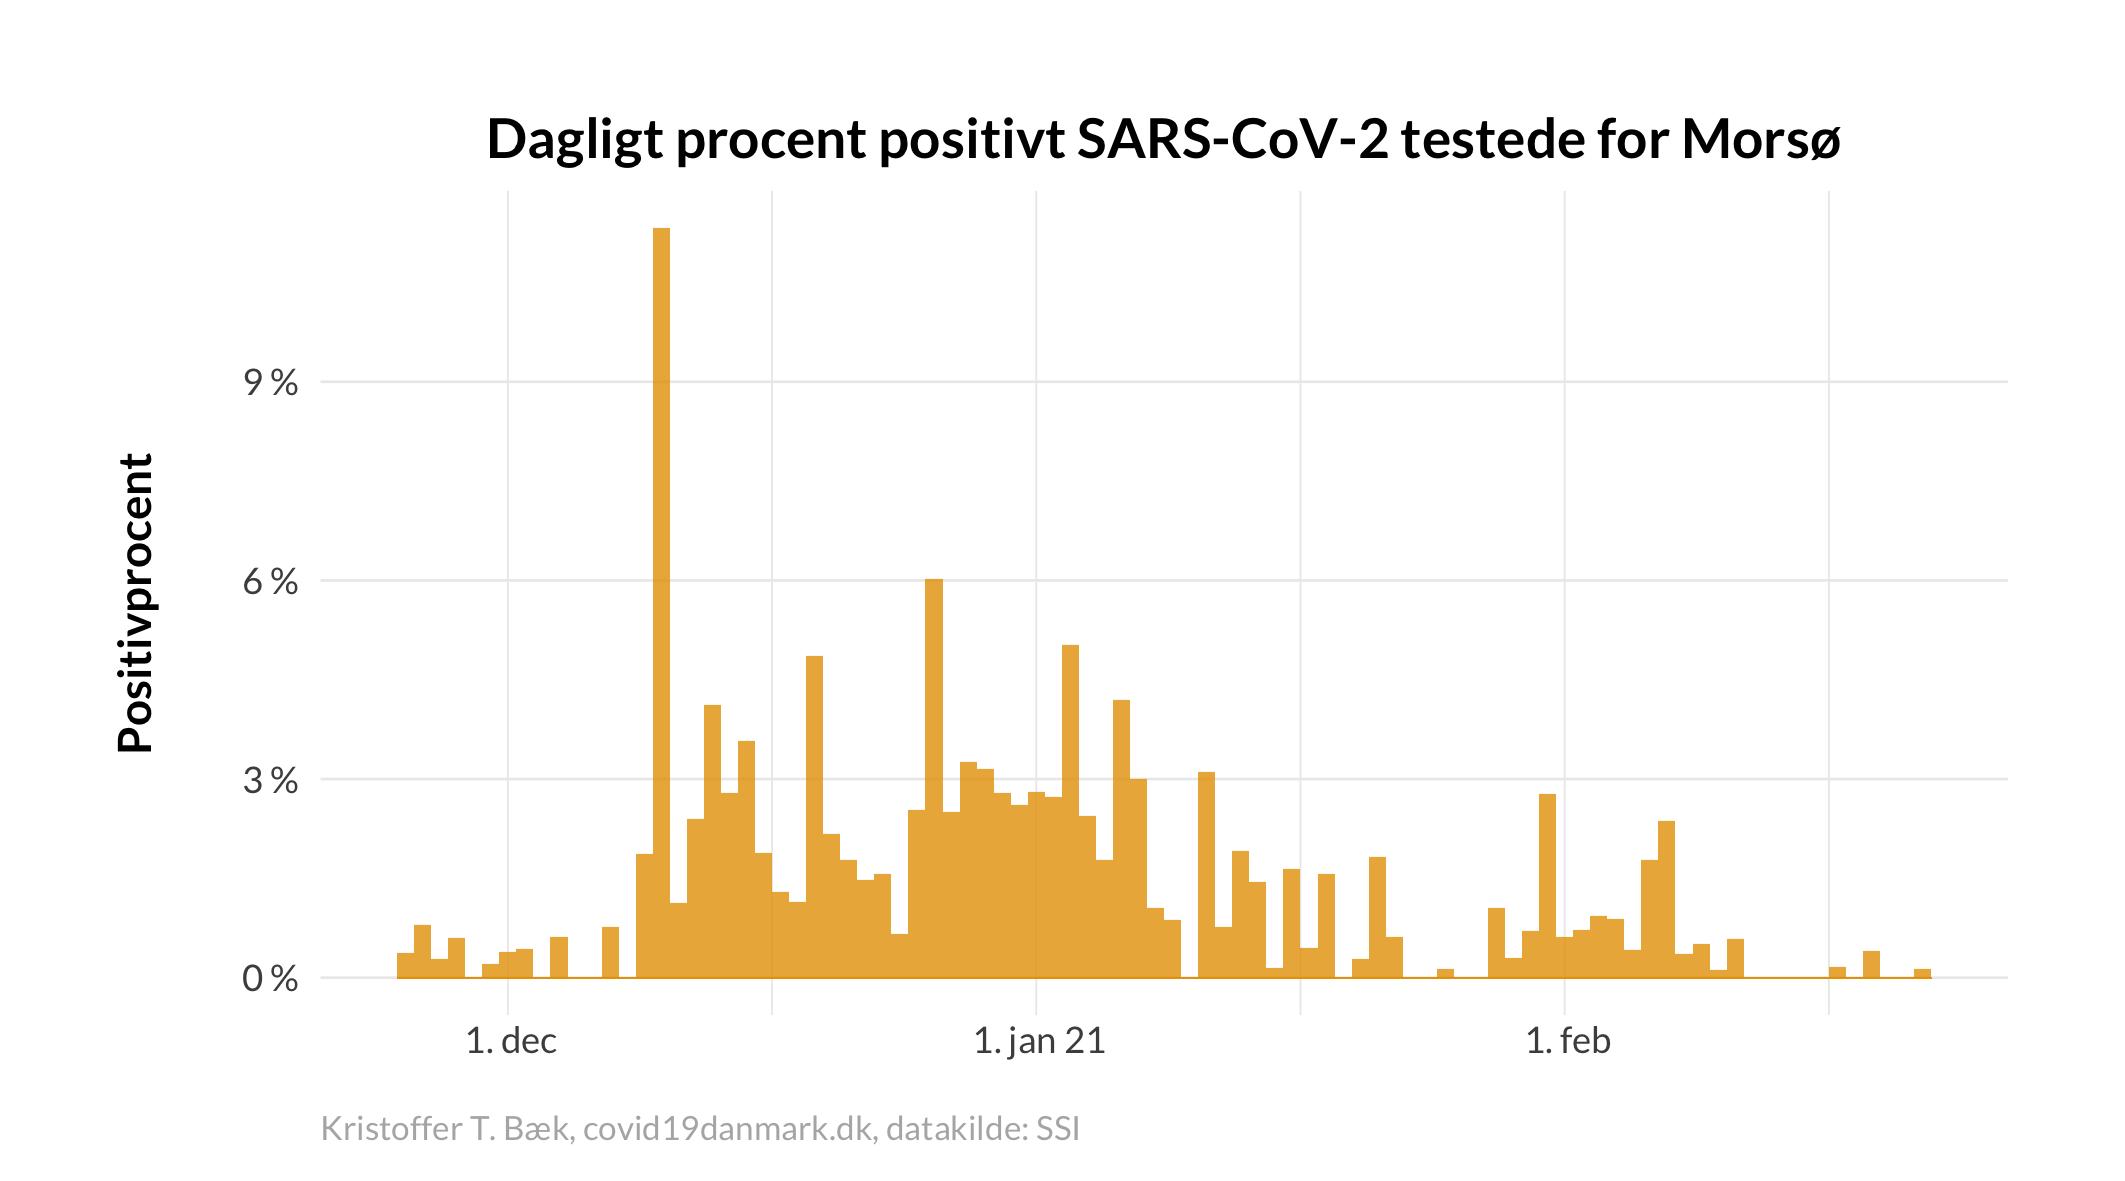 Dagligt procent positivt SARS-CoV-2 testede for Morsø
Positivprocent
9 %
6 %
3 %
0 %
1. dec
1. jan 21
1. feb
Kristoffer T. Bæk, covid19danmark.dk, datakilde: SSI